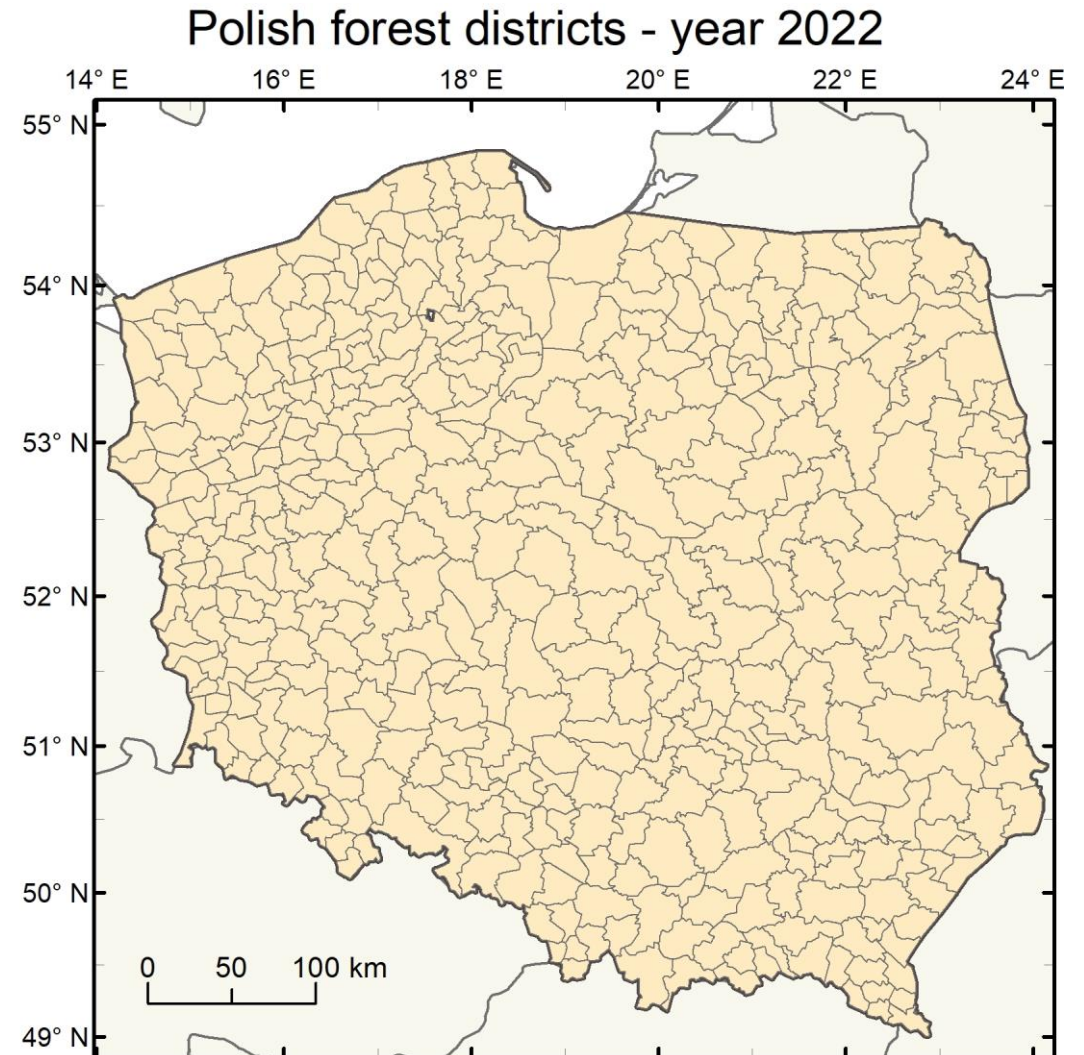 Polish forest districts - year 2022
14° E 16° E 18° E 20° E 22° E 24° E
55° N
54° N
53° N
52° N
51° N
50° N
0 50 100 km
49° N